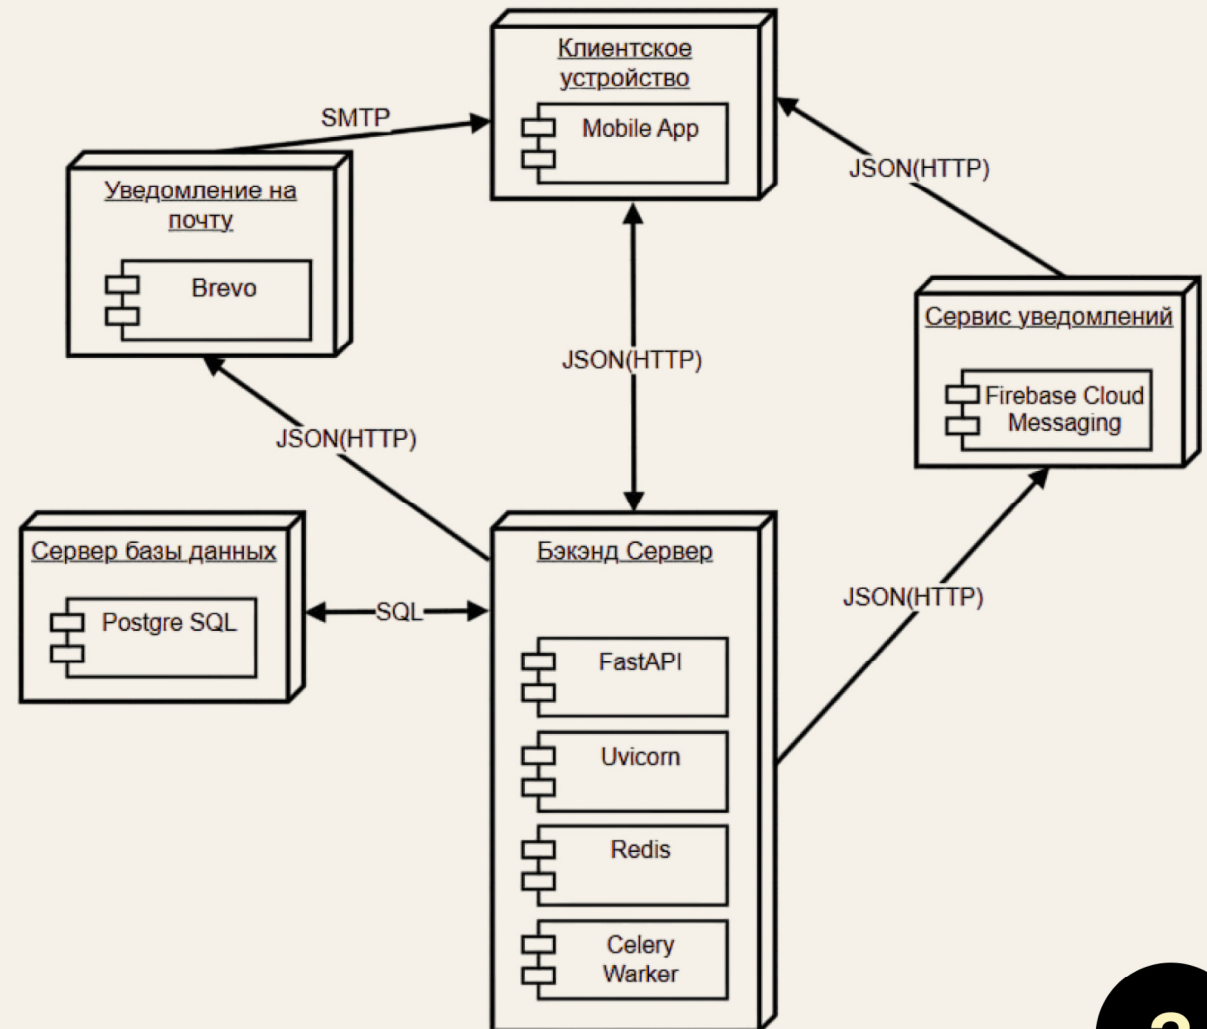 Клиентское
устройство
Mobile App
SMTP
JSON(HTTP)
Уведомление на
почту
Brevo
Сервис уведомлений
Firebase Cloud
Messaging
JSON(HTTP)
JSON(HTTP)
Сервер базы данных
Postgre SQL
SQL
Бэкэнд Сервер
JSON(HTTP)
FastAPI
Uvicorn
Redis
Celery
Warker